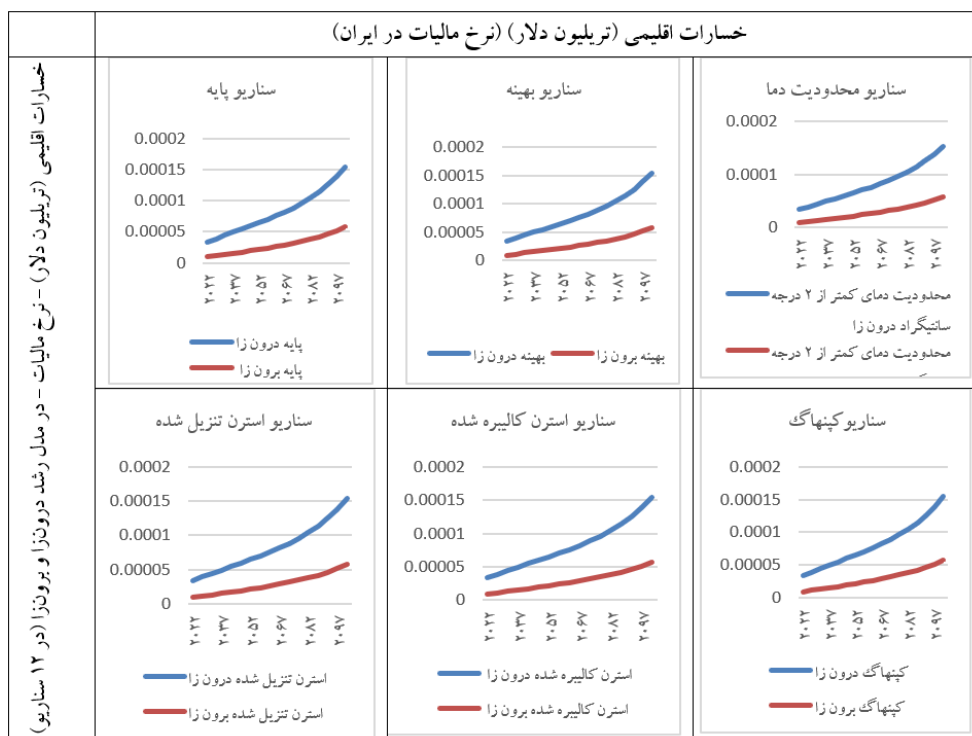 خسارات اقلیمی (تریلیون دلار) (نرخ مالیات در ایران)
خسارات اقلیمی (تریلیون دلار) - نرخ مالیات - در مدل رشد درون‌زا و برون‌زا (در ۱۲ سناریو)
سناریو محدودیت دما
0.0002
0.0001
0
۲۰۲۲ ۲۰۳۷ ۲۰۵۲ ۲۰۶۷ ۲۰۸۲ ۲۰۹۷
محدودیت دمای کمتر از ۲ درجه
سانتیگراد درون زا
محدودیت دمای کمتر از ۲ درجه
سناریو بهینه
0.0002
0.00015
0.0001
0.00005
0
۲۰۲۲ ۲۰۳۷ ۲۰۵۲ ۲۰۶۷ ۲۰۸۲ ۲۰۹۷
بهینه درون زا
بهینه برون زا
سناریو پایه
0.0002
0.00015
0.0001
0.00005
0
۲۰۲۲ ۲۰۳۷ ۲۰۵۲ ۲۰۶۷ ۲۰۸۲ ۲۰۹۷
پایه درون زا
پایه برون زا
سناریو کپنهاگ
0.0002
0.00015
0.0001
0.00005
0
۲۰۲۲ ۲۰۳۷ ۲۰۵۲ ۲۰۶۷ ۲۰۸۲ ۲۰۹۷
کپنهاگ درون زا
کپنهاگ برون زا
سناریو استرن کالیبره شده
0.0002
0.00015
0.0001
0.00005
0
۲۰۲۲ ۲۰۳۷ ۲۰۵۲ ۲۰۶۷ ۲۰۸۲ ۲۰۹۷
استرن کالیبره شده درون زا
استرن کالیبره شده برون زا
سناریو استرن تنزیل شده
0.0002
0.00015
0.0001
0.00005
0
۲۰۲۲ ۲۰۳۷ ۲۰۵۲ ۲۰۶۷ ۲۰۸۲ ۲۰۹۷
استرن تنزیل شده درون زا
استرن تنزیل شده برون زا